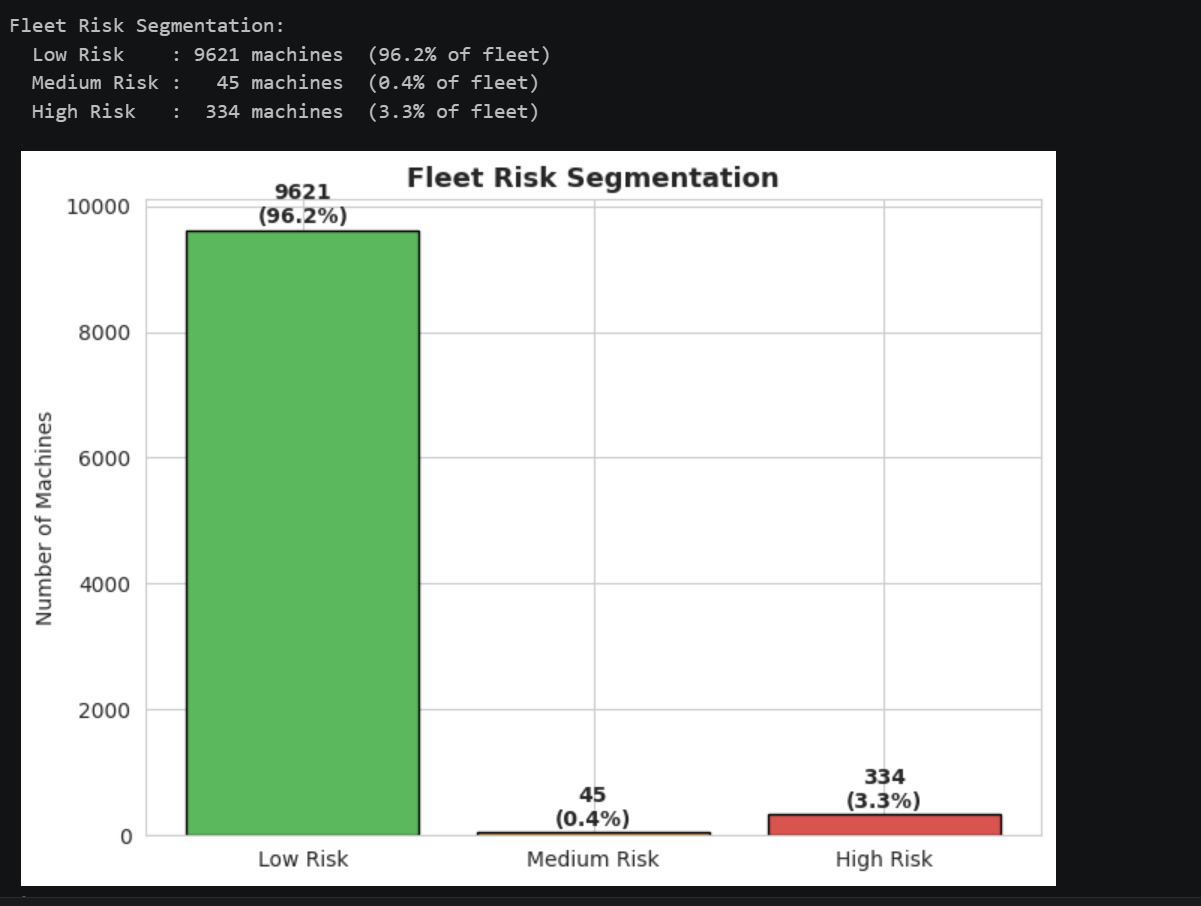 Fleet Risk Segmentation:
Low Risk    : 9621 machines  (96.2% of fleet)
Medium Risk :   45 machines  (0.4% of fleet)
High Risk   :  334 machines  (3.3% of fleet)
Fleet Risk Segmentation
9621
(96.2%)
10000
8000
6000
4000
2000
0
Number of Machines
45
(0.4%)
334
(3.3%)
Low Risk
Medium Risk
High Risk